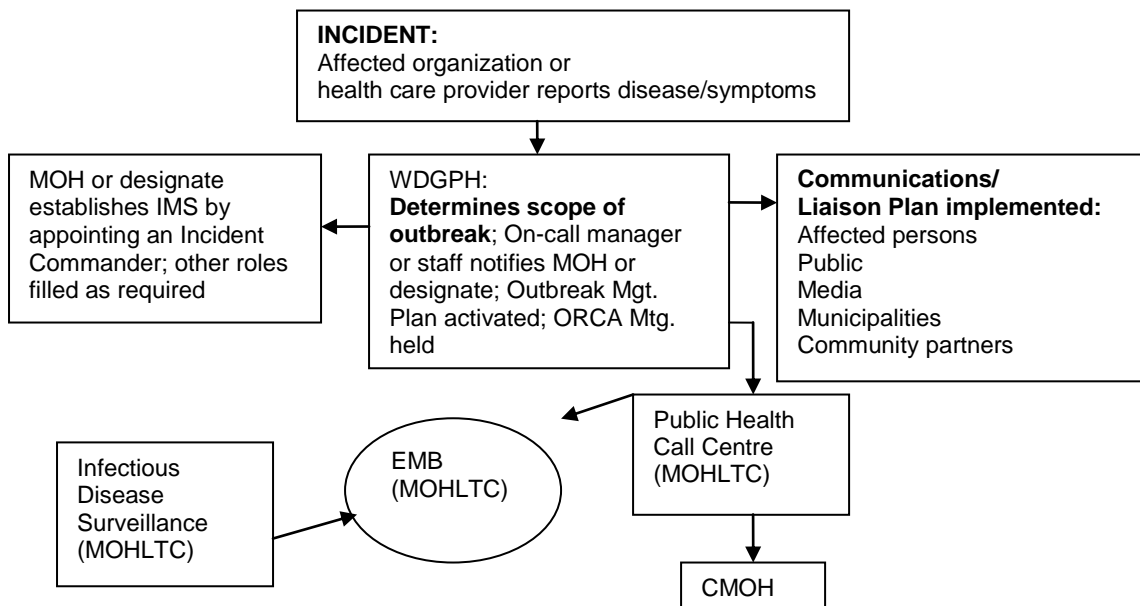 INCIDENT:
Affected organization or
health care provider reports disease/symptoms
MOH or designate
establishes IMS by
appointing an Incident
Commander; other roles
filled as required
WDGPH:
Determines scope of
outbreak; On-call manager
or staff notifies MOH or
designate; Outbreak Mgt.
Plan activated; ORCA Mtg.
held
Communications/
Liaison Plan implemented:
Affected persons
Public
Media
Municipalities
Community partners
Infectious
Disease
Surveillance
(MOHLTC)
EMB
(MOHLTC)
Public Health
Call Centre
(MOHLTC)
CMOH